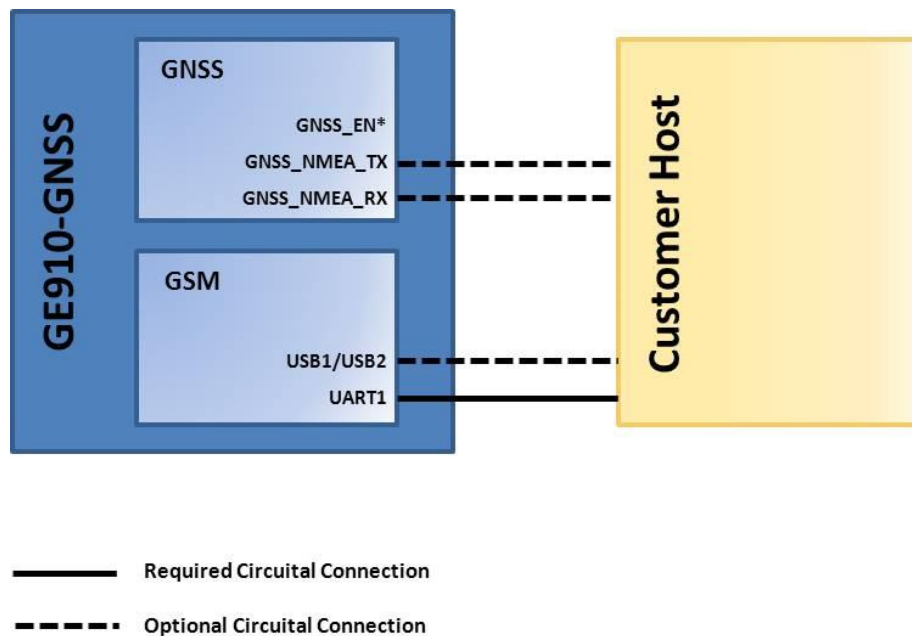 GE910-GNSS
GNSS
GNSS_EN*
GNSS_NMEA_TX
GNSS_NMEA_RX
GSM
USB1/USB2
UART1
Customer Host
Required Circuital Connection
Optional Circuital Connection